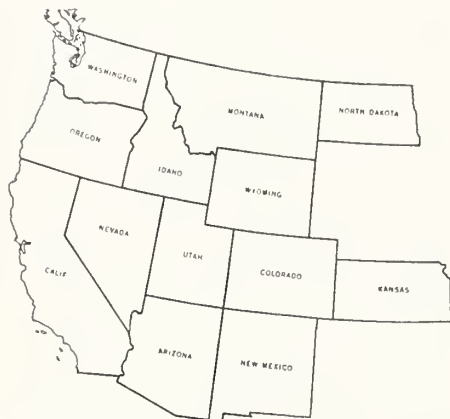 WASHINGTON
MONTANA
NORTH DAKOTA
OREGON
IDAHO
WYOMING
NEVADA
UTAH
COLORADO
CALIF
KANSAS
ARIZONA
NEW MEXICO